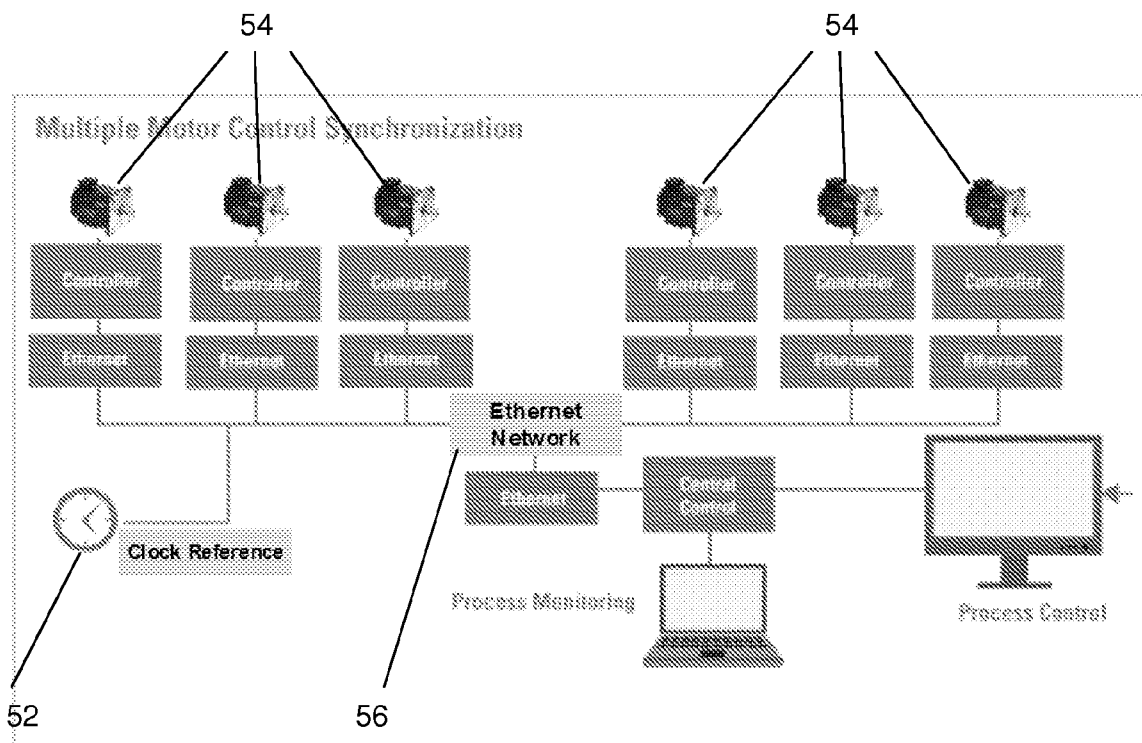 54 54
Multiple Motor Control Synchronization
Controller Controller Controller Controller Controller Controller
Ethernet Ethernet Ethernet Ethernet Ethernet Ethernet
Ethernet
Network
Ethernet
Central
Control
Clock Reference
Process Monitoring
Process Control
52 56